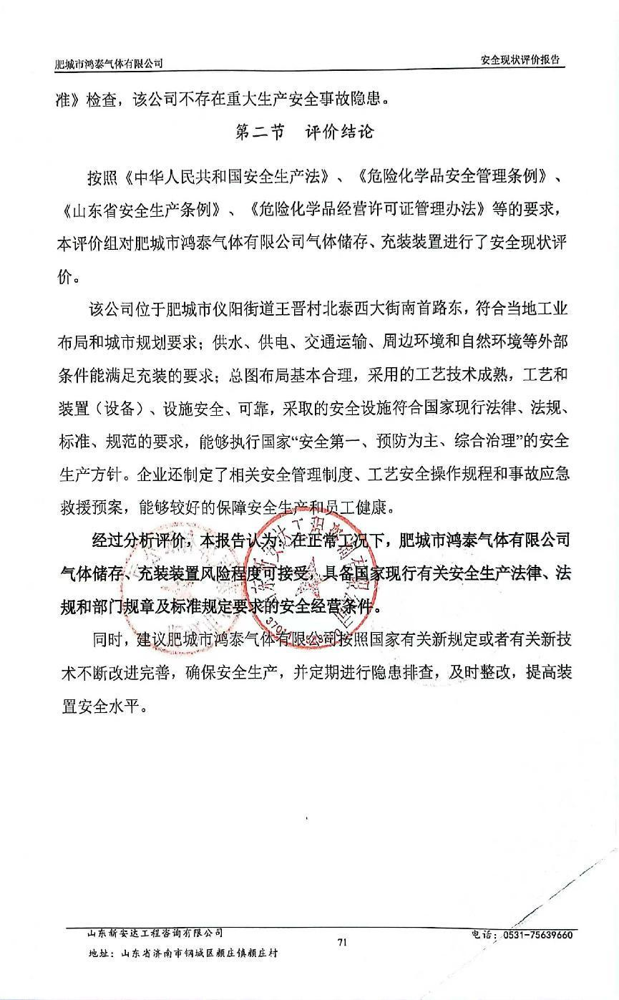 肥城市鸿泰气体有限公司
安全现状评价报告
准》检查，该公司不存在重大生产安全事故隐患。
第二节 评价结论
按照《中华人民共和国安全生产法》、《危险化学品安全管理条例》、
《山东省安全生产条例》、《危险化学品经营许可证管理办法》等的要求，
本评价组对肥城市鸿泰气体有限公司气体储存、充装装置进行了安全现状评
价。
该公司位于肥城市仪阳街道王晋村北泰西大街南首路东，符合当地工业
布局和城市规划要求；供水、供电、交通运输、周边环境和自然环境等外部
条件能满足充装的要求；总图布局基本合理，采用的工艺技术成熟，工艺和
装置（设备）、设施安全、可靠，采取的安全设施符合国家现行法律、法规、
标准、规范的要求，能够执行国家“安全第一、预防为主、综合治理”的安全
生产方针。企业还制定了相关安全管理制度、工艺安全操作规程和事故应急
救援预案，能够较好的保障安全生产和员工健康。
经过分析评价，本报告认为：在正常工况下，肥城市鸿泰气体有限公司
气体储存、充装装置风险程度可接受，具备国家现行有关安全生产法律、法
规和部门规章及标准规定要求的安全经营条件。
同时，建议肥城市鸿泰气体有限公司按照国家有关新规定或者有关新技
术不断改进完善，确保安全生产，并定期进行隐患排查，及时整改，提高装
置安全水平。
山东新安达工程咨询有限公司
71
电话：0531-75639660
地址：山东省济南市钢城区颜庄镇颜庄村